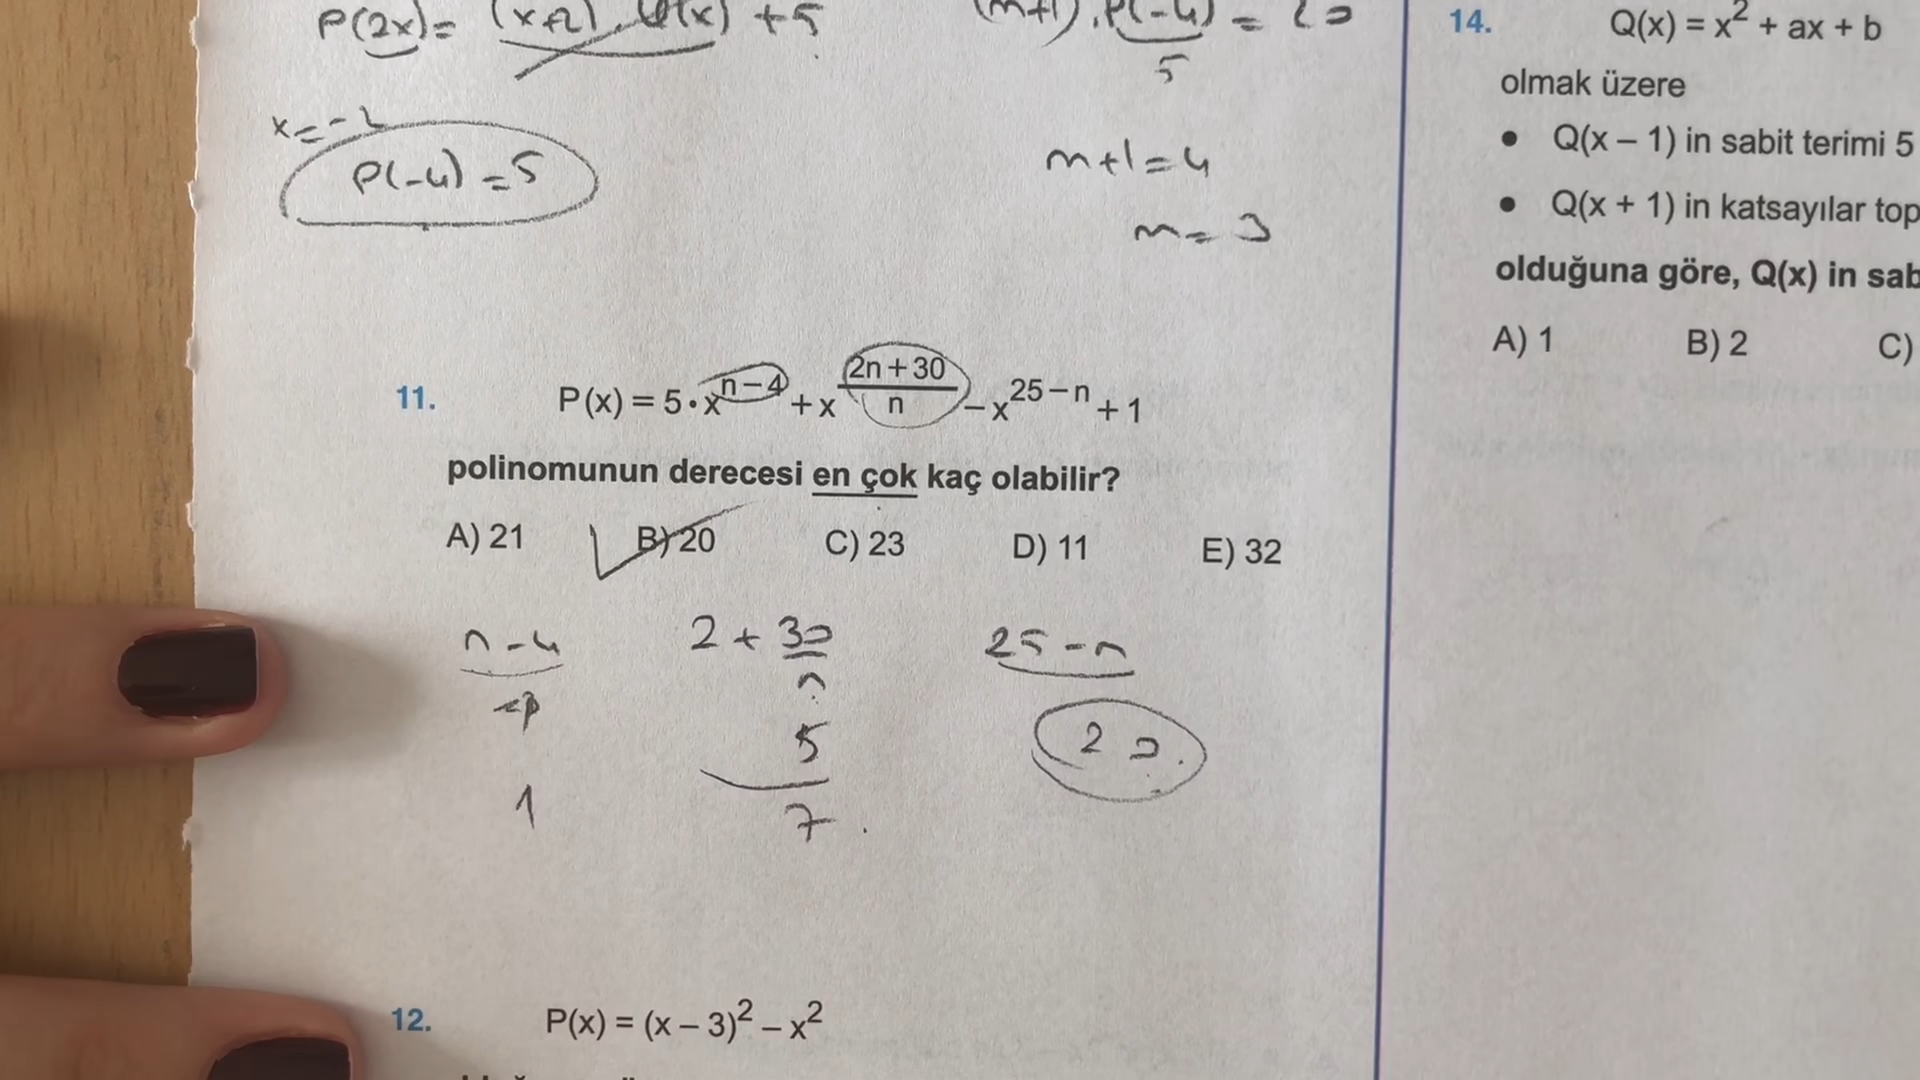 P(2x) = (x+2) . Q(x) + 5
(m+1) . P(-4) = 20
5
x = -2
P(-4) = 5
m+1 = 4
m = 3
11. P(x) = 5·x^(n−4) + x^((2n+30)/n) − x^(25−n) + 1
polinomunun derecesi en çok kaç olabilir?
A) 21 B) 20 C) 23 D) 11 E) 32
n-4 2 + 30/n 25-n
5 20
1 7
12. P(x) = (x – 3)² – x²
14. Q(x) = x² + ax + b
olmak üzere
• Q(x – 1) in sabit terimi 5
• Q(x + 1) in katsayılar top
olduğuna göre, Q(x) in sab
A) 1 B) 2 C)